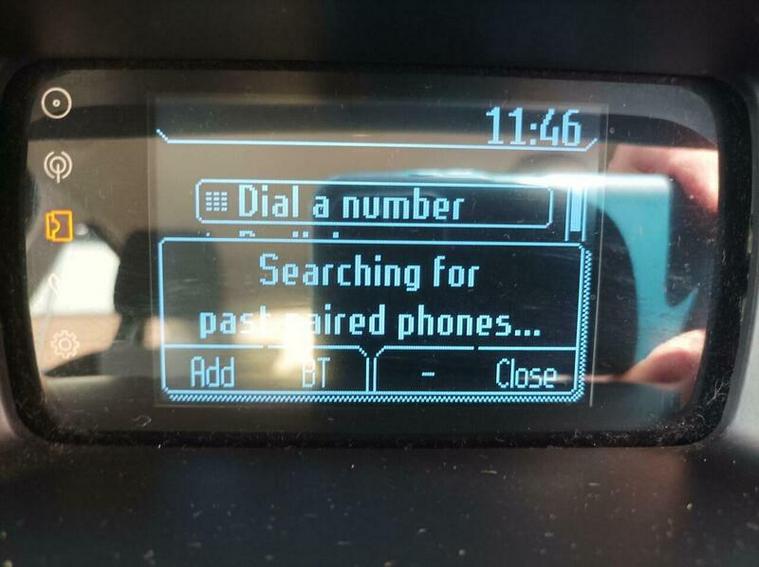 11:46
Dial a number
Searching for
past paired phones...
Add BT - Close